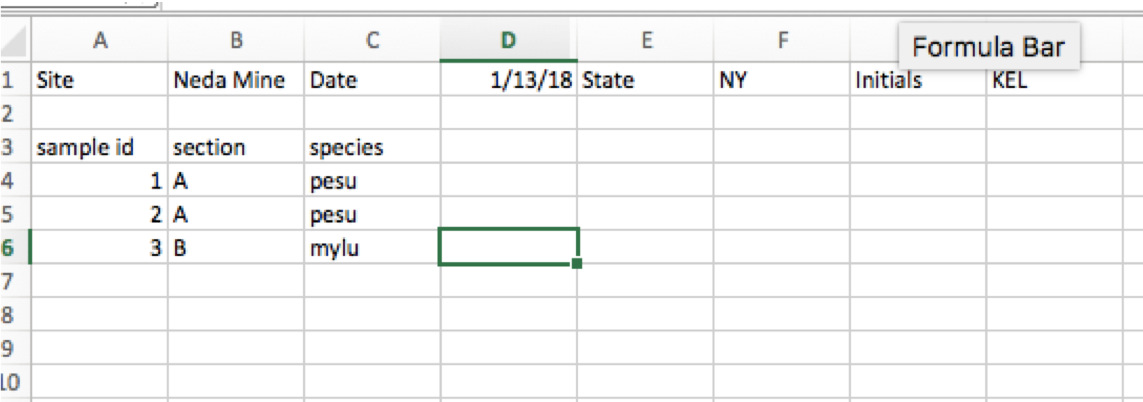 A B C D E F Formula Bar
1 Site Neda Mine Date 1/13/18 State NY Initials KEL
2
3 sample id section species
4 1 A pesu
5 2 A pesu
6 3 B mylu
7
8
9
10